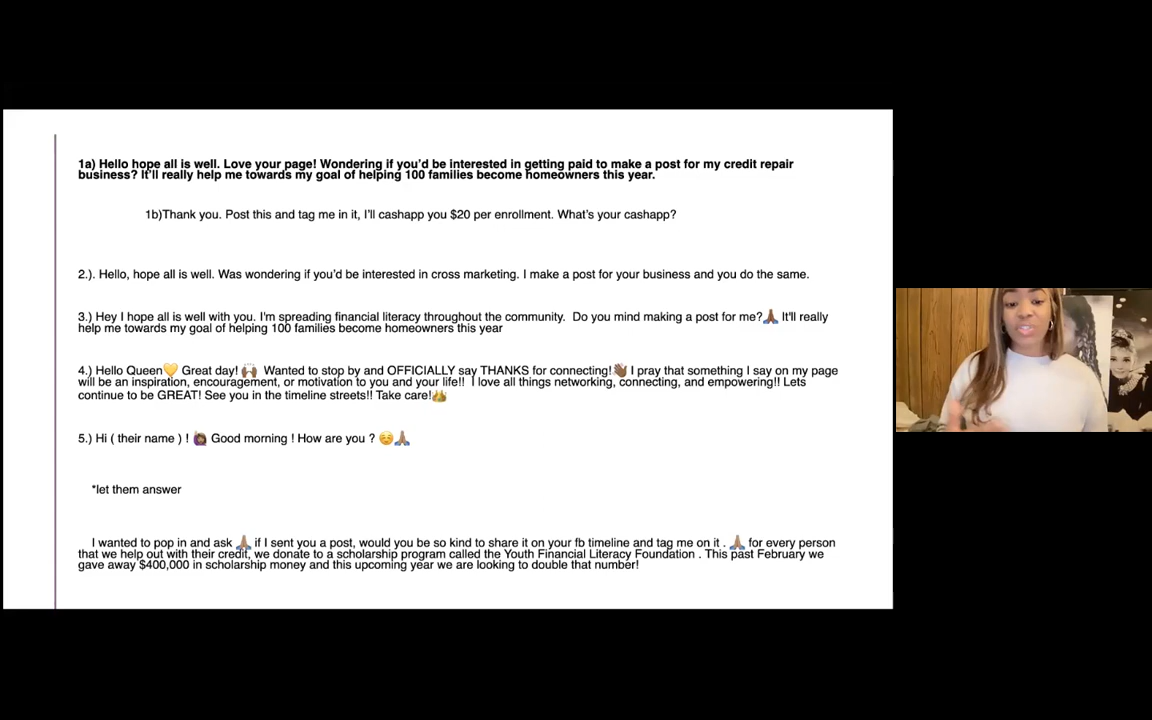 1a) Hello hope all is well. Love your page! Wondering if you'd be interested in getting paid to make a post for my credit repair
business? It'll really help me towards my goal of helping 100 families become homeowners this year.
1b)Thank you. Post this and tag me in it, I'll cashapp you $20 per enrollment. What's your cashapp?
2.). Hello, hope all is well. Was wondering if you'd be interested in cross marketing. I make a post for your business and you do the same.
3.) Hey I hope all is well with you. I'm spreading financial literacy throughout the community.  Do you mind making a post for me?🙏🏾 It'll really
help me towards my goal of helping 100 families become homeowners this year
4.) Hello Queen💛 Great day! 🙌🏽  Wanted to stop by and OFFICIALLY say THANKS for connecting!👋🏾 I pray that something I say on my page
will be an inspiration, encouragement, or motivation to you and your life!!  I love all things networking, connecting, and empowering!! Lets
continue to be GREAT! See you in the timeline streets!! Take care!👑
5.) Hi ( their name ) ! 🙋🏾‍♀️ Good morning ! How are you ? ☺️🙏🏽
*let them answer
I wanted to pop in and ask 🙏🏽 if I sent you a post, would you be so kind to share it on your fb timeline and tag me on it . 🙏🏽 for every person
that we help out with their credit, we donate to a scholarship program called the Youth Financial Literacy Foundation . This past February we
gave away $400,000 in scholarship money and this upcoming year we are looking to double that number!